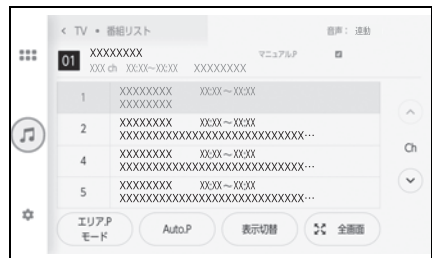 < TV • 番組リスト 音声： 連動
01 XXXXXXXX マニュアル.P
XXX ch XX:XX～XX:XX XXXXXXXX
1 XXXXXXXX XX:XX～XX:XX
XXXXXXXXX
2 XXXXXXXX XX:XX～XX:XX
XXXXXXXXXXXXXXXXXXXXXXXXXXXX…
4 XXXXXXXX XX:XX～XX:XX
XXXXXXXXXXXXXXXXXXXXXXXXXXXX…
5 XXXXXXXX XX:XX～XX:XX
XXXXXXXXXXXXXXXXXXXXXXXXXXXX…
Ch
エリア.P
モード
Auto.P
表示切替
全画面